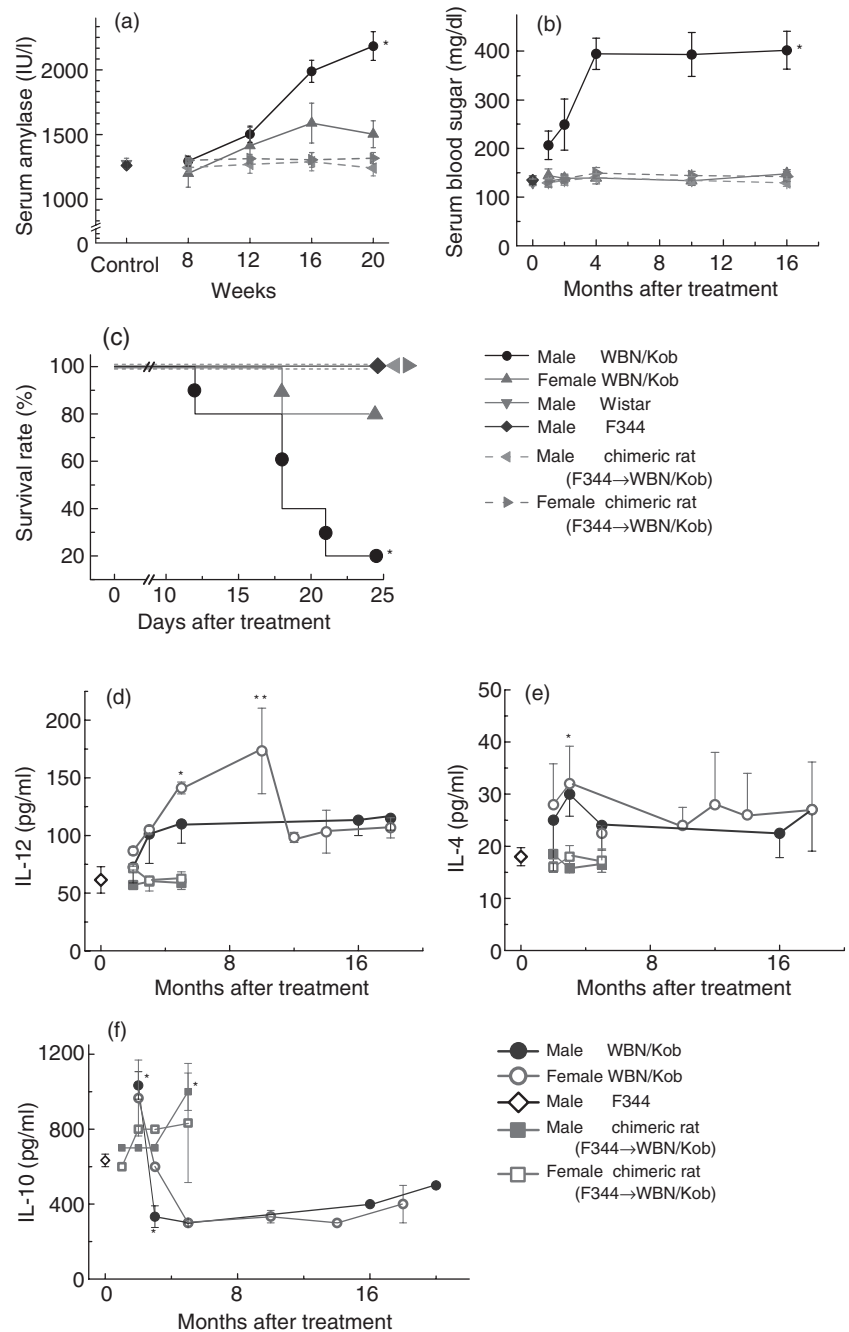 (a)
Serum amylase (IU/l)
2000
1500
1000
0
*
Control 8 12 16 20
Weeks
(b)
Serum blood sugar (mg/dl)
400
300
200
100
0
*
0 4 8 12 16
Months after treatment
(c)
Survival rate (%)
100
80
60
40
20
*
0 10 15 20 25
Days after treatment
Male WBN/Kob
Female WBN/Kob
Male Wistar
Male F344
Male chimeric rat
(F344→WBN/Kob)
Female chimeric rat
(F344→WBN/Kob)
(d)
IL-12 (pg/ml)
200
150
100
50
0
*
**
0 8 16
Months after treatment
(e)
IL-4 (pg/ml)
50
40
30
20
10
0
*
0 8 16
Months after treatment
(f)
IL-10 (pg/ml)
1200
800
400
0
*
*
*
0 8 16
Months after treatment
Male WBN/Kob
Female WBN/Kob
Male F344
Male chimeric rat
(F344→WBN/Kob)
Female chimeric rat
(F344→WBN/Kob)